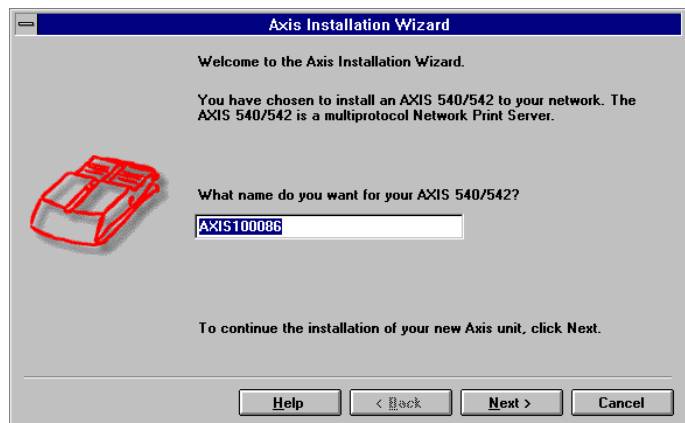 Axis Installation Wizard
Welcome to the Axis Installation Wizard.
You have chosen to install an AXIS 540/542 to your network. The
AXIS 540/542 is a multiprotocol Network Print Server.
What name do you want for your AXIS 540/542?
AXIS100086
To continue the installation of your new Axis unit, click Next.
Help < Back Next > Cancel